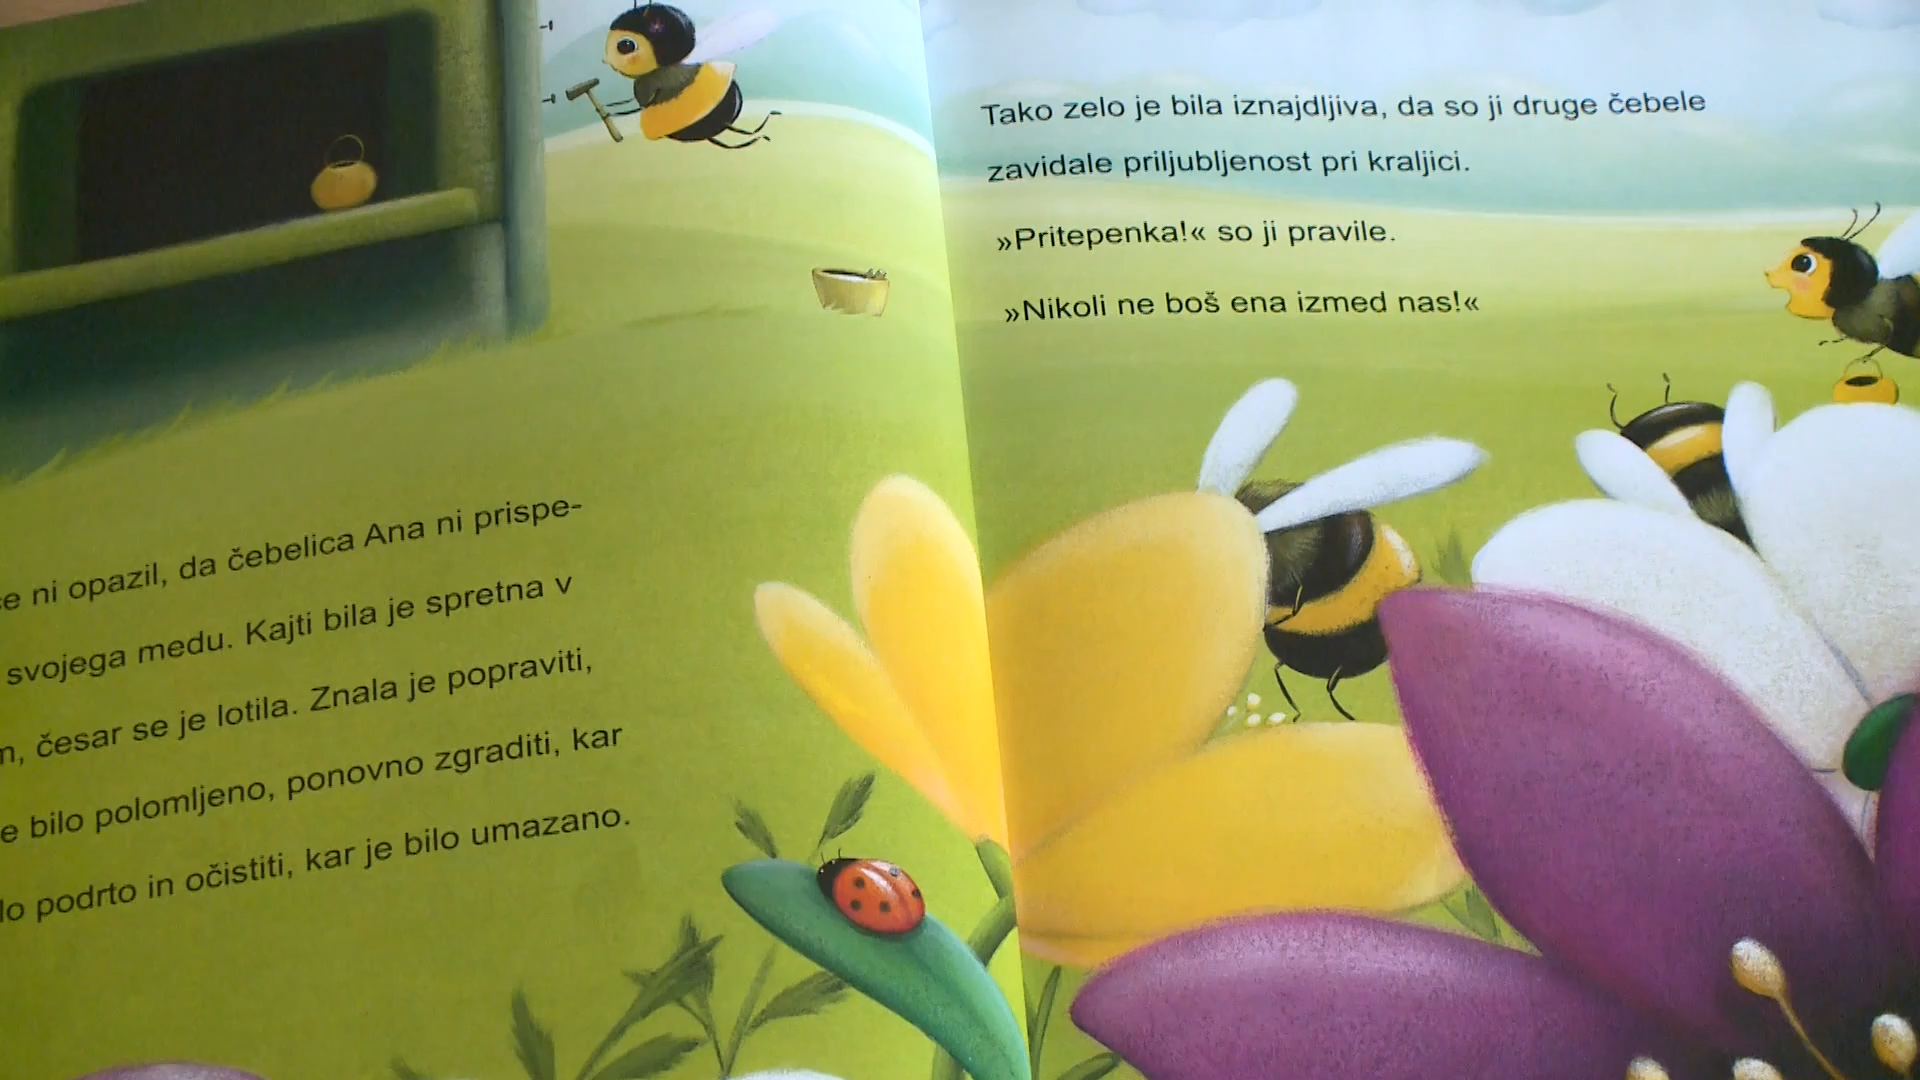 ni opazil, da čebelica Ana ni prispe-
svojega medu. Kajti bila je spretna v
česar se je lotila. Znala je popraviti,
bilo polomljeno, ponovno zgraditi, kar
podrto in očistiti, kar je bilo umazano.
Tako zelo je bila iznajdljiva, da so ji druge čebele
zavidale priljubljenost pri kraljici.
»Pritepenka!« so ji pravile.
»Nikoli ne boš ena izmed nas!«